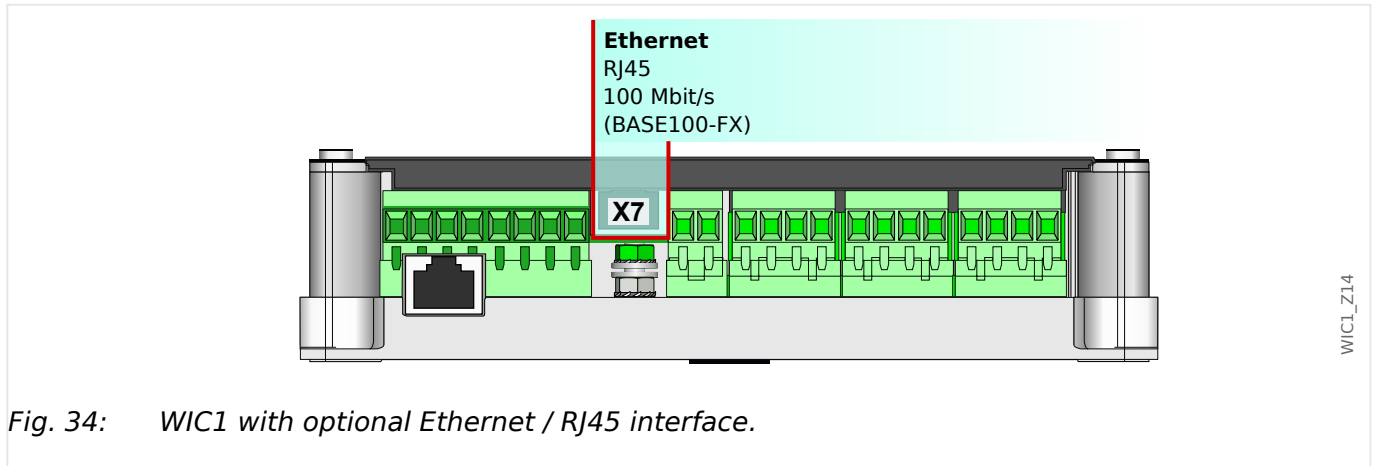 Ethernet
RJ45
100 Mbit/s
(BASE100-FX)
X7
WIC1_Z14
Fig. 34: WIC1 with optional Ethernet / RJ45 interface.